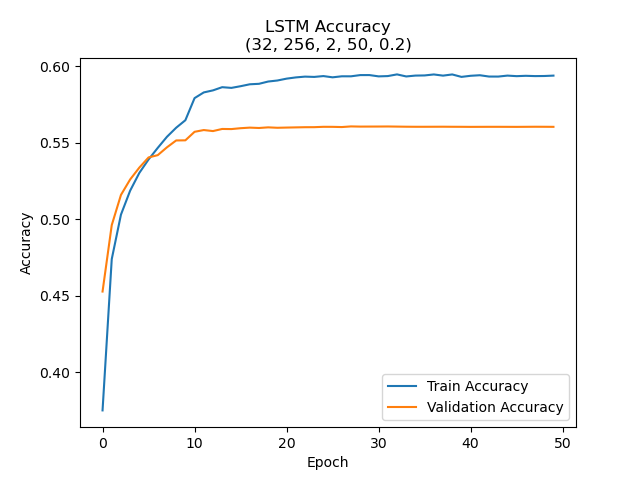 LSTM Accuracy
(32, 256, 2, 50, 0.2)
0.60
0.55
0.50
0.45
0.40
Accuracy
Train Accuracy
Validation Accuracy
0 10 20 30 40 50
Epoch